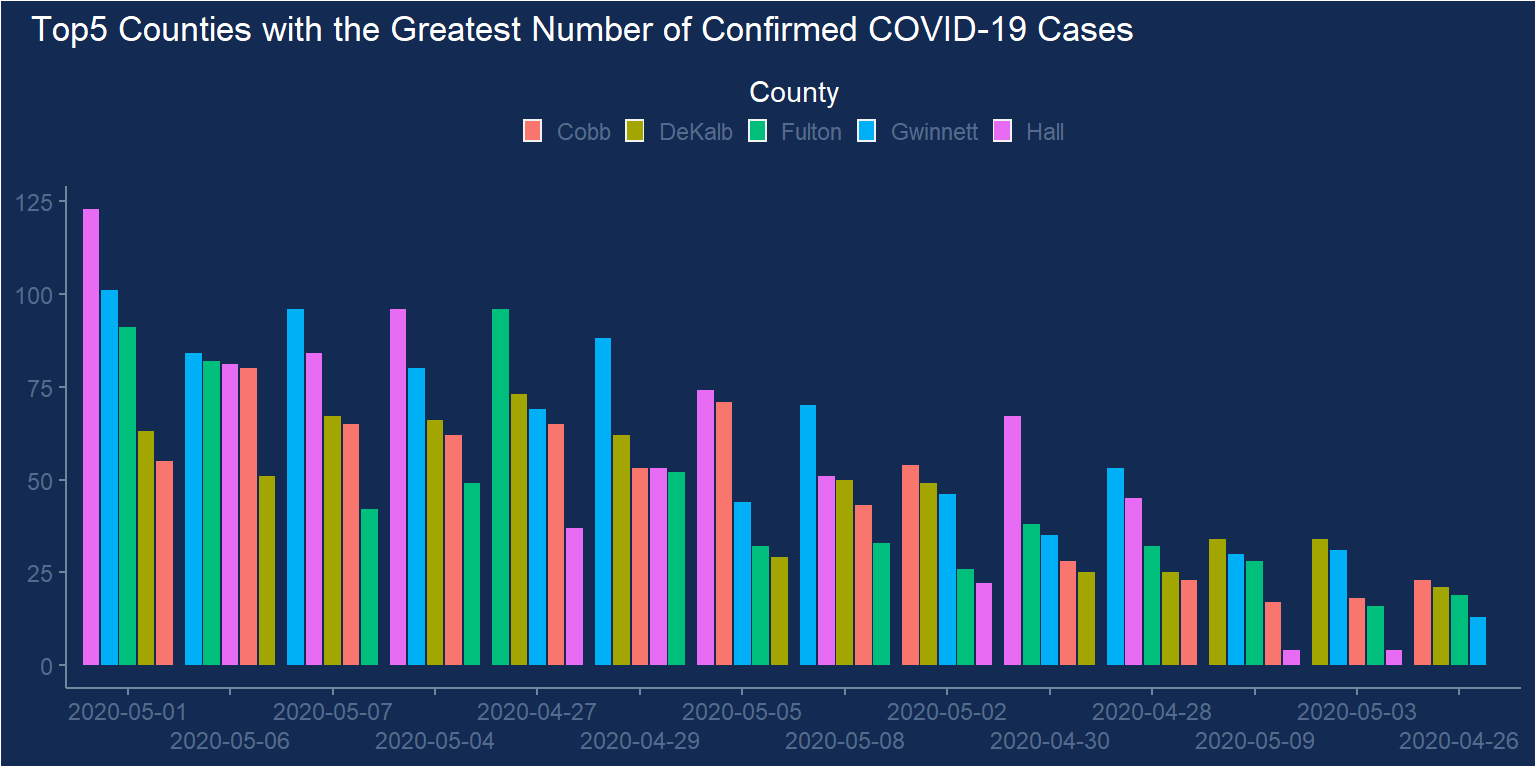 Top5 Counties with the Greatest Number of Confirmed COVID-19 Cases
County
Cobb DeKalb Fulton Gwinnett Hall
125
100
75
50
25
0
2020-05-01 2020-05-07 2020-04-27 2020-05-05 2020-05-02 2020-04-28 2020-05-03
2020-05-06 2020-05-04 2020-04-29 2020-05-08 2020-04-30 2020-05-09 2020-04-26